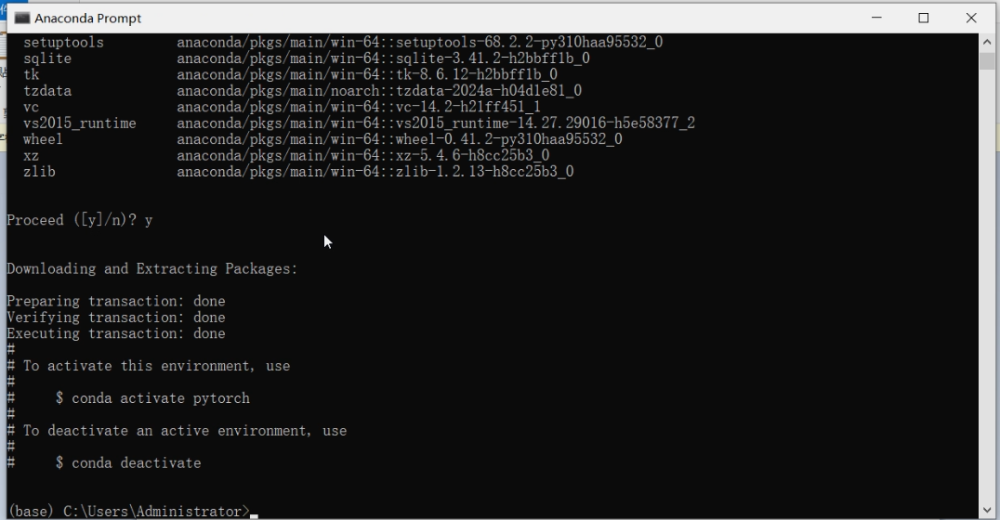 Anaconda Prompt
setuptools anaconda/pkgs/main/win-64::setuptools-68.2.2-py310haa95532_0
sqlite anaconda/pkgs/main/win-64::sqlite-3.41.2-h2bbff1b_0
tk anaconda/pkgs/main/win-64::tk-8.6.12-h2bbff1b_0
tzdata anaconda/pkgs/main/noarch::tzdata-2024a-h04d1e81_0
vc anaconda/pkgs/main/win-64::vc-14.2-h21ff451_1
vs2015_runtime anaconda/pkgs/main/win-64::vs2015_runtime-14.27.29016-h5e58377_2
wheel anaconda/pkgs/main/win-64::wheel-0.41.2-py310haa95532_0
xz anaconda/pkgs/main/win-64::xz-5.4.6-h8cc25b3_0
zlib anaconda/pkgs/main/win-64::zlib-1.2.13-h8cc25b3_0
Proceed ([y]/n)? y
Downloading and Extracting Packages:
Preparing transaction: done
Verifying transaction: done
Executing transaction: done
#
# To activate this environment, use
#
# $ conda activate pytorch
#
# To deactivate an active environment, use
#
# $ conda deactivate
(base) C:\Users\Administrator>